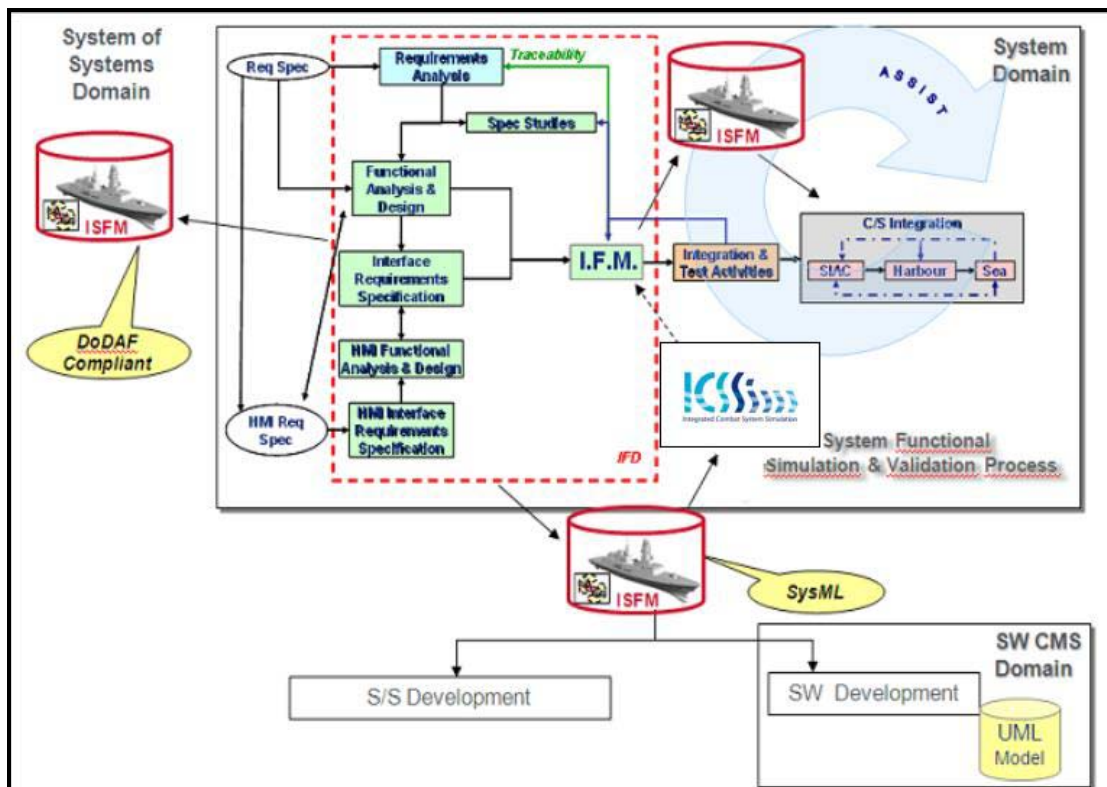 System of
Systems
Domain
Req Spec
Requirements
Analysis
Traceability
Spec Studies
Functional
Analysis &
Design
Interface
Requirements
Specification
HMI Functional
Analysis & Design
HMI Interface
Requirements
Specification
HMI Req
Spec
IFD
I.F.M.
Integration &
Test Activities
ISFM
ASSIST
System
Domain
C/S Integration
SIAC
Harbour
Sea
ISFM
DoDAF
Compliant
ICSSim
Integrated Combat System Simulation
System Functional
Simulation & Validation Process
ISFM
SysML
S/S Development
SW CMS
Domain
SW Development
UML
Model